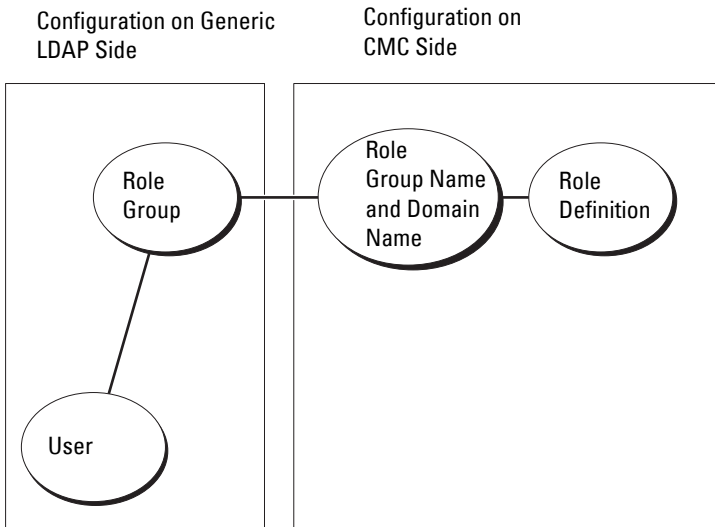 Configuration on Generic
LDAP Side
Configuration on
CMC Side
Role
Group
Role
Group Name
and Domain
Name
Role
Definition
User